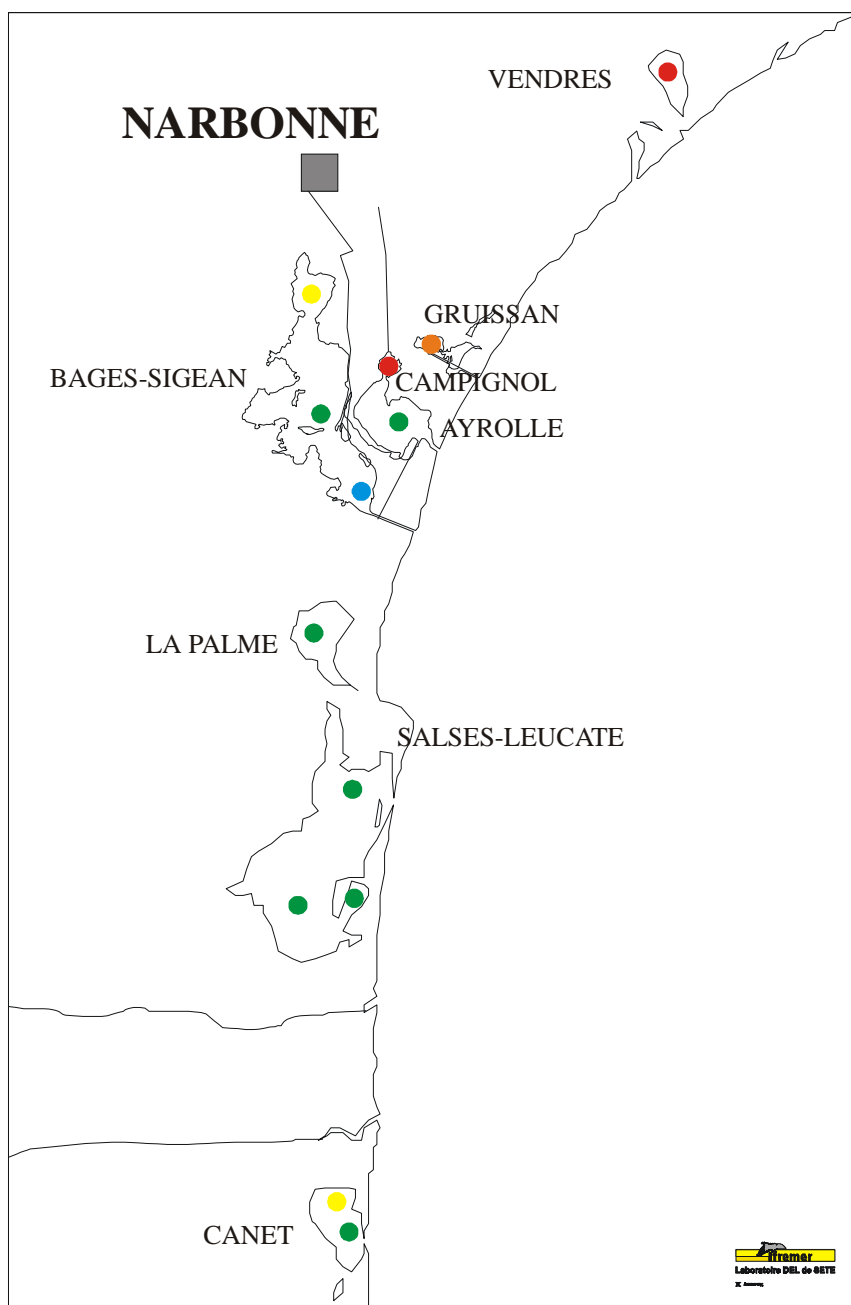 VENDRES
NARBONNE
GRUISSAN
BAGES-SIGEAN
CAMPIGNOL
AYROLLE
LA PALME
SALSES-LEUCATE
CANET
Ifremer
Laboratoire DEL de SETE